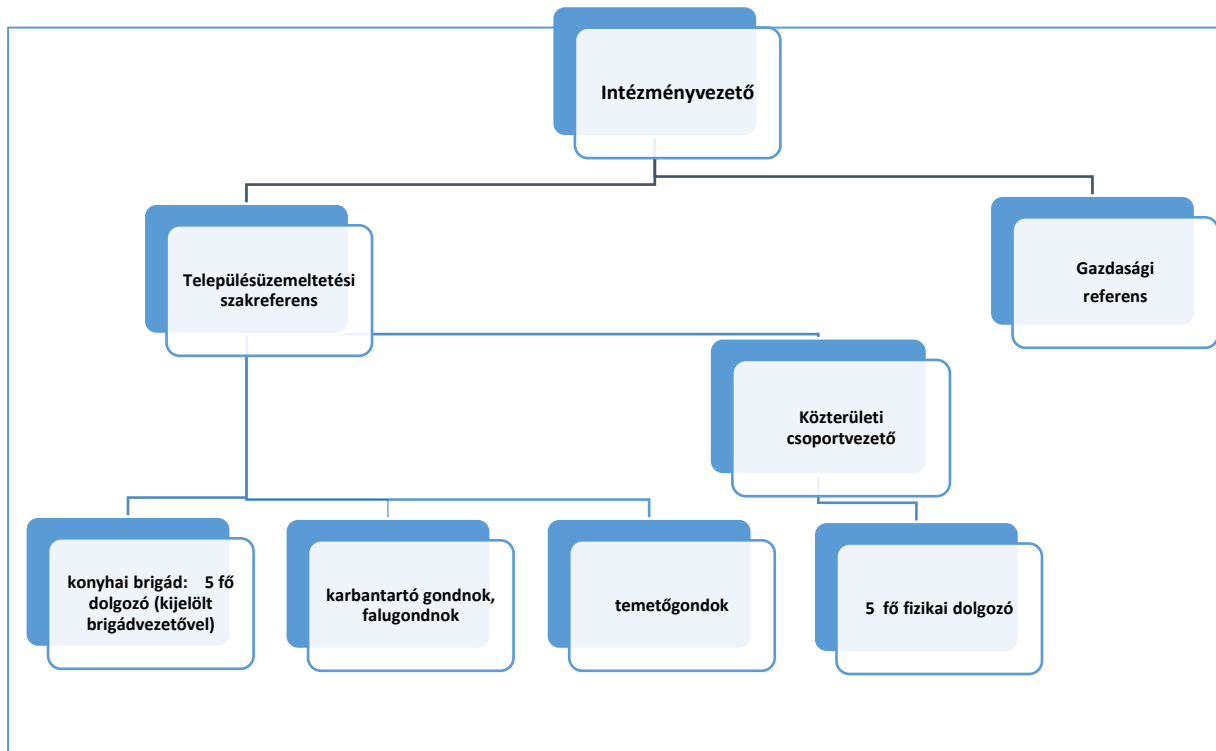 Intézményvezető
Településüzemeltetési
szakreferens
Gazdasági
referens
Közterületi
csoportvezető
konyhai brigád: 5 fő
dolgozó (kijelölt
brigádvezetővel)
karbantartó gondnok,
falugondnok
temetőgondok
5 fő fizikai dolgozó